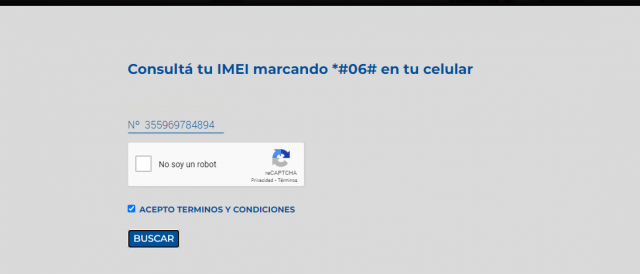 Consultá tu IMEI marcando *#06# en tu celular
Nº 355969784894
No soy un robot
reCAPTCHA
Privacidad - Términos
ACEPTO TERMINOS Y CONDICIONES
BUSCAR